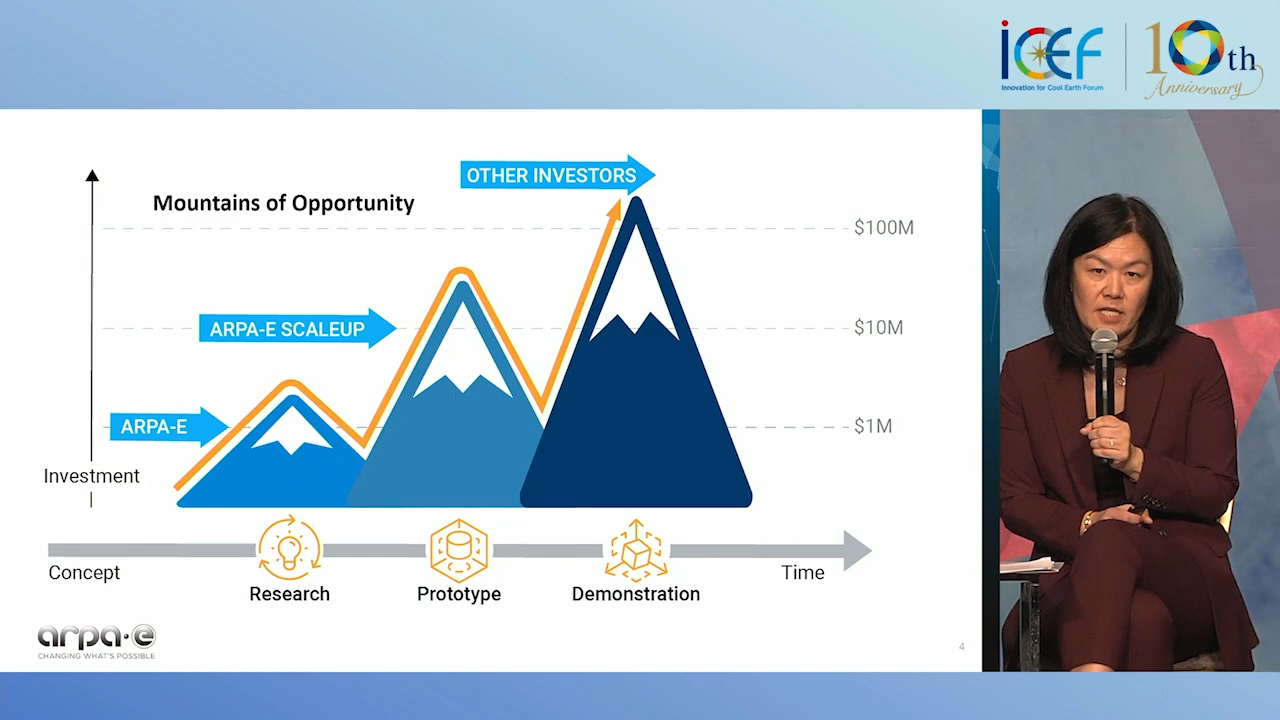 icef
Innovation for Cool Earth Forum
10th
Anniversary
OTHER INVESTORS
Mountains of Opportunity
$100M
ARPA-E SCALEUP
$10M
ARPA-E
$1M
Investment
Concept
Time
Research
Prototype
Demonstration
arpa·e
CHANGING WHAT'S POSSIBLE
4